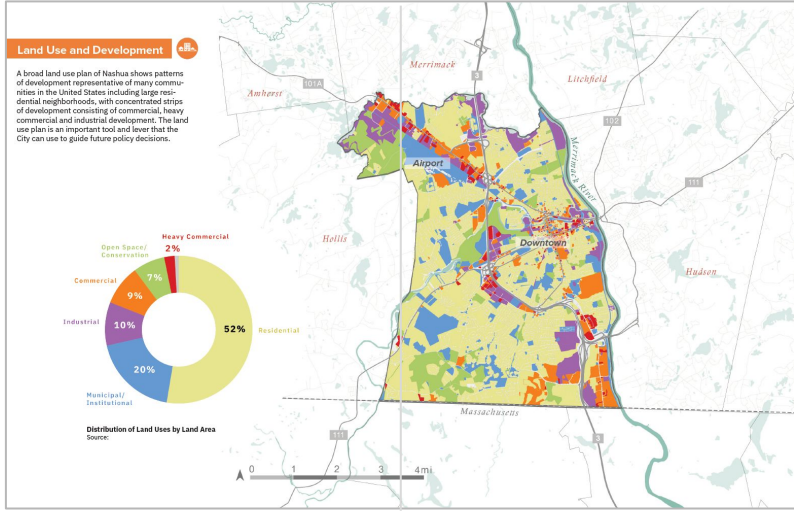 Land Use and Development
A broad land use plan of Nashua shows patterns
of development representative of many commu-
nities in the United States including large resi-
dential neighborhoods, with concentrated strips
of development consisting of commercial, heavy
commercial and industrial development. The land
use plan is an important tool and lever that the
City can use to guide future policy decisions.
Heavy Commercial
2%
Open Space/
Conservation
7%
Commercial
9%
Industrial
10%
Municipal/
Institutional
20%
52%
Residential
Distribution of Land Uses by Land Area
Source:
Merrimack
Amherst
Litchfield
Hollis
Hudson
Massachusetts
Merrimack River
Airport
Downtown
101A
3
102
111
111
3
0 1 2 3 4mi